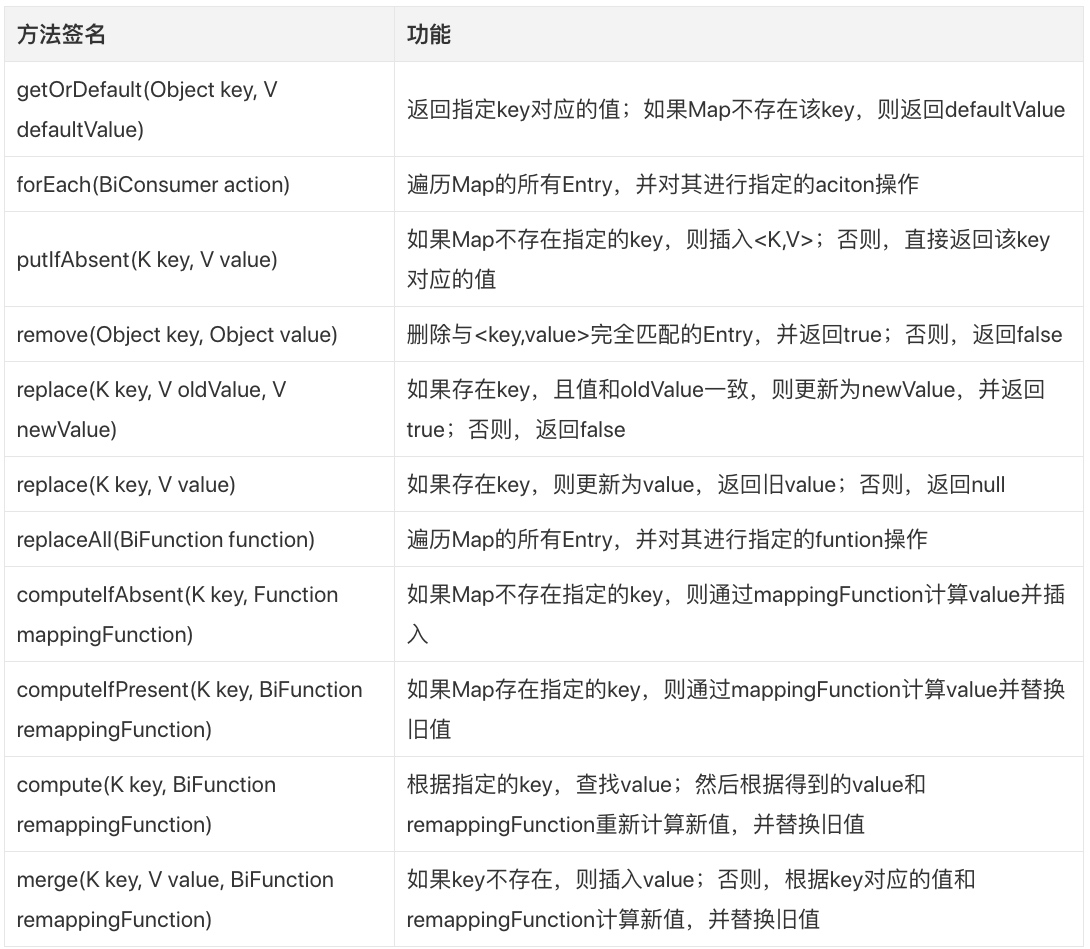 方法签名
功能
getOrDefault(Object key, V
defaultValue)
返回指定key对应的值；如果Map不存在该key，则返回defaultValue
forEach(BiConsumer action)
遍历Map的所有Entry，并对其进行指定的aciton操作
putIfAbsent(K key, V value)
如果Map不存在指定的key，则插入<K,V>；否则，直接返回该key
对应的值
remove(Object key, Object value)
删除与<key,value>完全匹配的Entry，并返回true；否则，返回false
replace(K key, V oldValue, V
newValue)
如果存在key，且值和oldValue一致，则更新为newValue，并返回
true；否则，返回false
replace(K key, V value)
如果存在key，则更新为value，返回旧value；否则，返回null
replaceAll(BiFunction function)
遍历Map的所有Entry，并对其进行指定的funtion操作
computeIfAbsent(K key, Function
mappingFunction)
如果Map不存在指定的key，则通过mappingFunction计算value并插
入
computeIfPresent(K key, BiFunction
remappingFunction)
如果Map存在指定的key，则通过mappingFunction计算value并替换
旧值
compute(K key, BiFunction
remappingFunction)
根据指定的key，查找value；然后根据得到的value和
remappingFunction重新计算新值，并替换旧值
merge(K key, V value, BiFunction
remappingFunction)
如果key不存在，则插入value；否则，根据key对应的值和
remappingFunction计算新值，并替换旧值